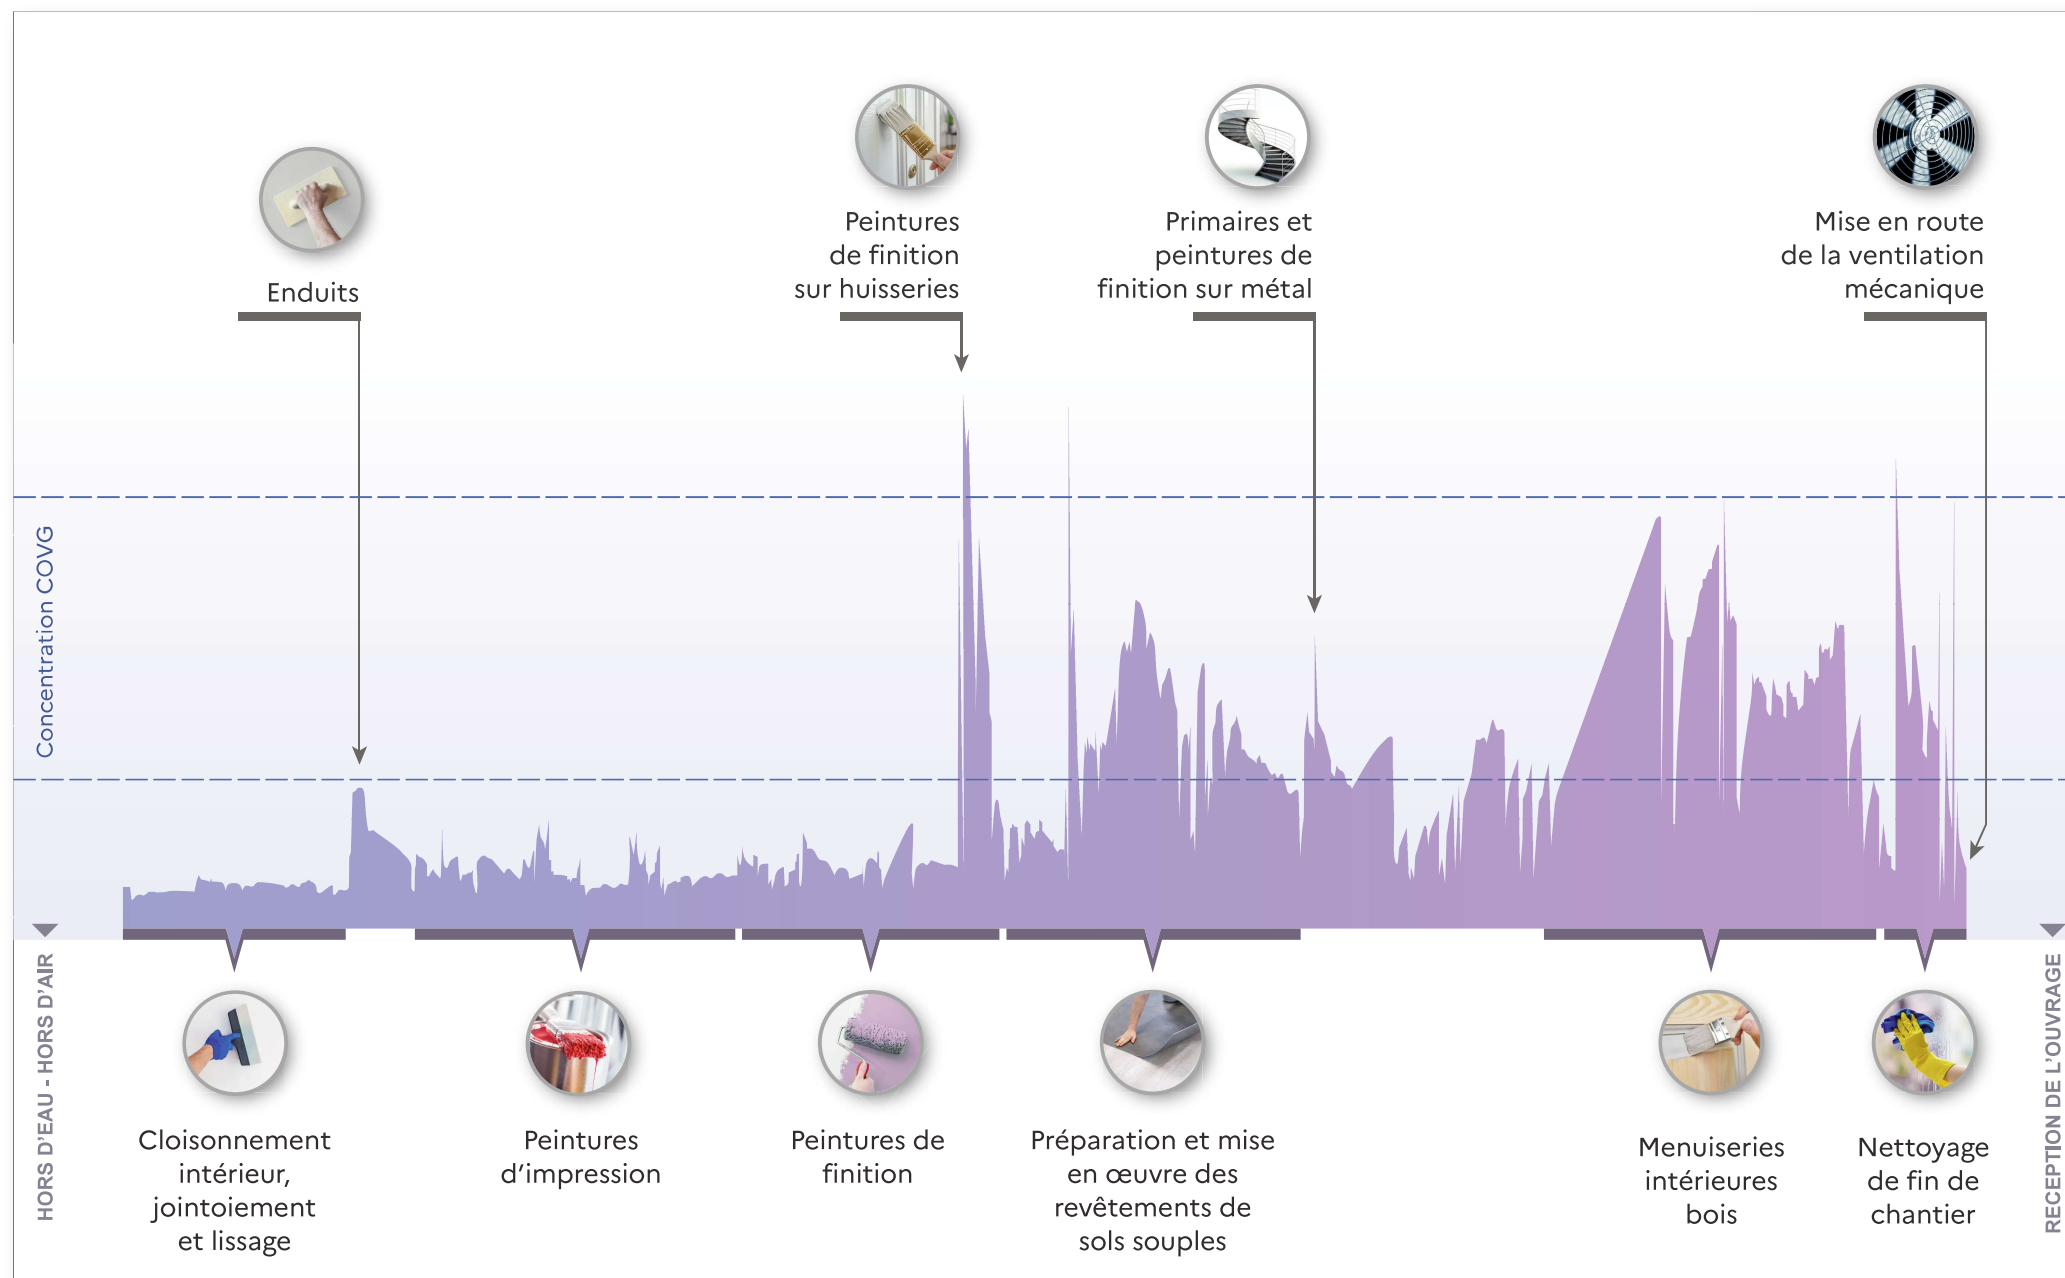 Enduits
Peintures
de finition
sur huisseries
Primaires et
peintures de
finition sur métal
Mise en route
de la ventilation
mécanique
Concentration COVG
HORS D'EAU - HORS D'AIR
RECEPTION DE L'OUVRAGE
Cloisonnement
intérieur,
jointoiement
et lissage
Peintures
d'impression
Peintures de
finition
Préparation et mise
en œuvre des
revêtements de
sols souples
Menuiseries
intérieures
bois
Nettoyage
de fin de
chantier